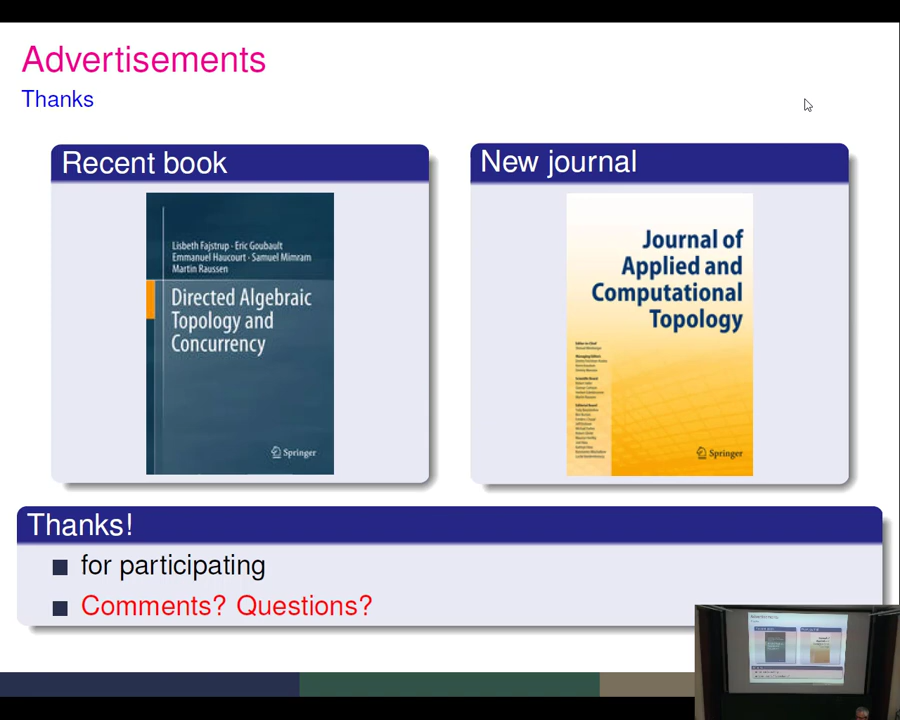 Advertisements
Thanks
Recent book
Lisbeth Fajstrup · Eric Goubault
Emmanuel Haucourt · Samuel Mimram
Martin Raussen
Directed Algebraic
Topology and
Concurrency
Springer
New journal
Journal of
Applied and
Computational
Topology
Springer
Thanks!
for participating
Comments? Questions?